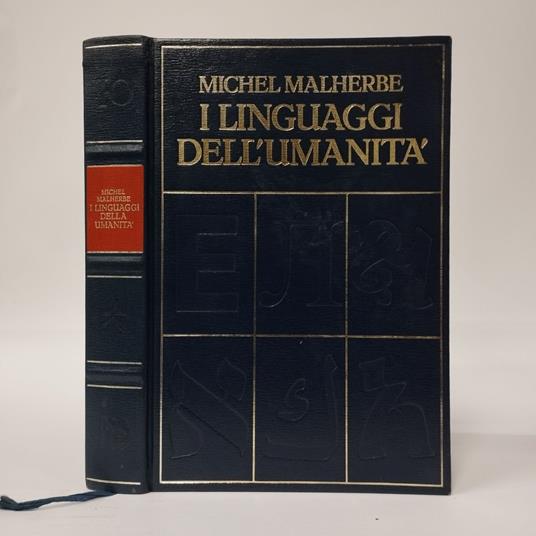 MICHEL MALHERBE
I LINGUAGGI
DELL'UMANITA'
MICHEL
MALHERBE
I LINGUAGGI
DELLA
UMANITA'